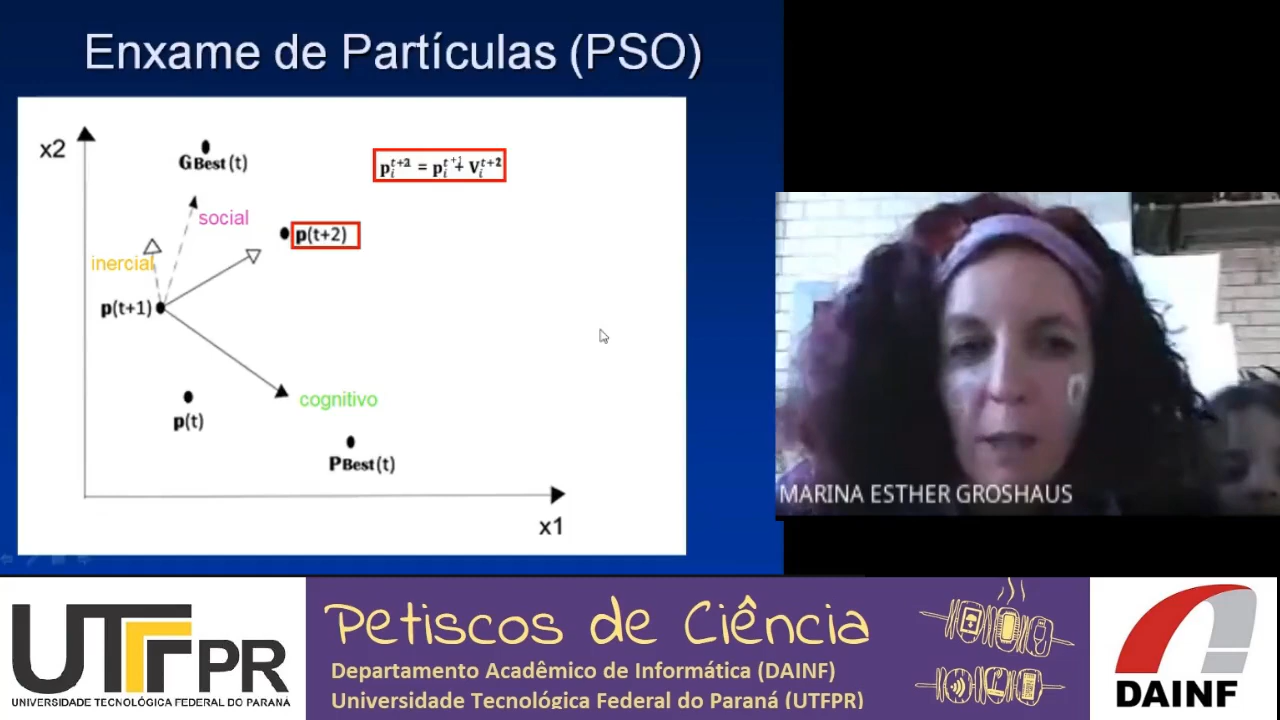 Enxame de Partículas (PSO)
x2
GBest(t)
social
p(t+2)
inercial
p(t+1)
cognitivo
p(t)
PBest(t)
x1
MARINA ESTHER GROSHAUS
UTFPR
UNIVERSIDADE TECNOLÓGICA FEDERAL DO PARANÁ
Petiscos de Ciência
Departamento Acadêmico de Informática (DAINF)
Universidade Tecnológica Federal do Paraná (UTFPR)
DAINF